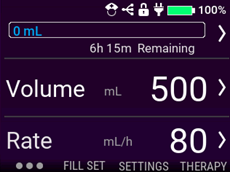 100%
0 mL
6h 15m Remaining
Volume mL 500
Rate mL/h 80
FILL SET SETTINGS THERAPY